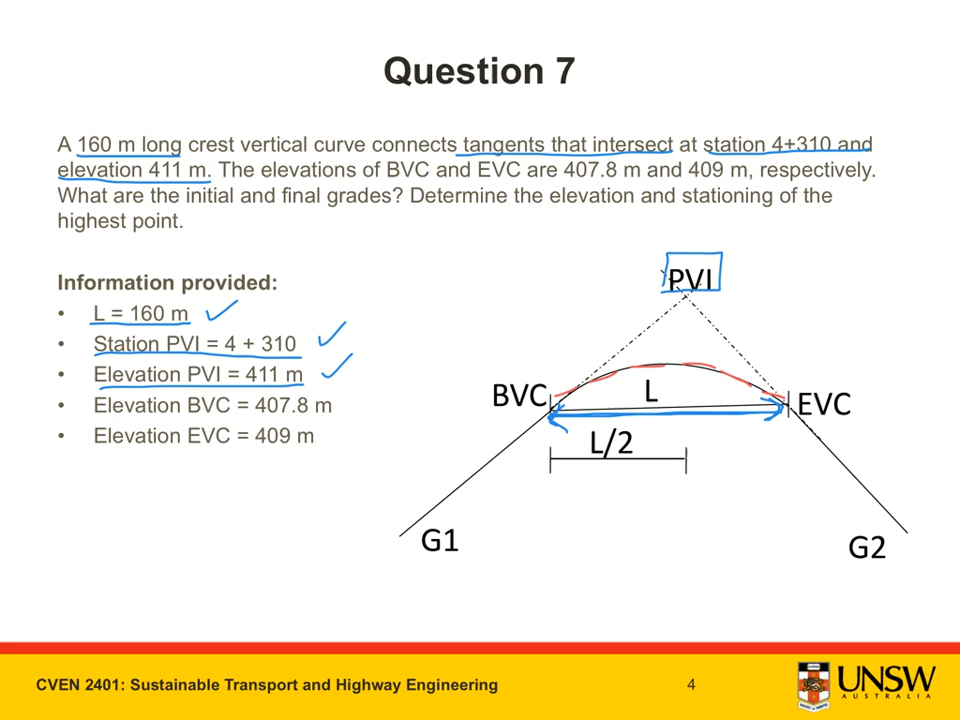 Question 7
A 160 m long crest vertical curve connects tangents that intersect at station 4+310 and
elevation 411 m. The elevations of BVC and EVC are 407.8 m and 409 m, respectively.
What are the initial and final grades? Determine the elevation and stationing of the
highest point.
Information provided:
• L = 160 m
• Station PVI = 4 + 310
• Elevation PVI = 411 m
• Elevation BVC = 407.8 m
• Elevation EVC = 409 m
PVI
BVC
L
EVC
L/2
G1
G2
CVEN 2401: Sustainable Transport and Highway Engineering
4
UNSW
AUSTRALIA